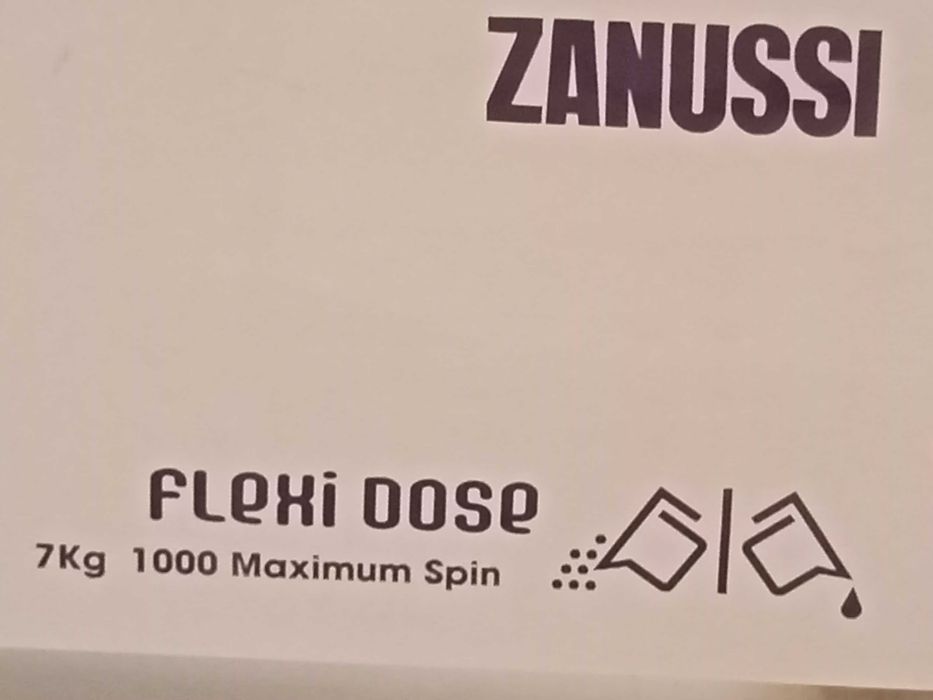 ZANUSSI
FLEXi DOSe
7Kg 1000 Maximum Spin